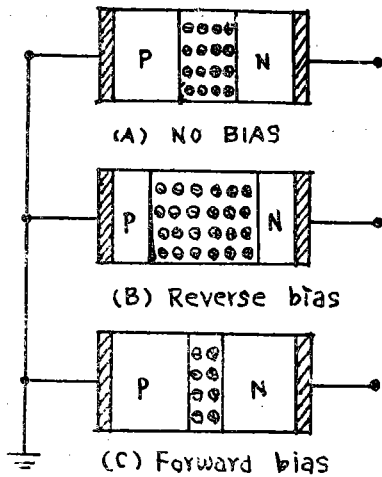 P N
(A) NO BIAS
P N
(B) Reverse bias
P N
(C) Forward bias